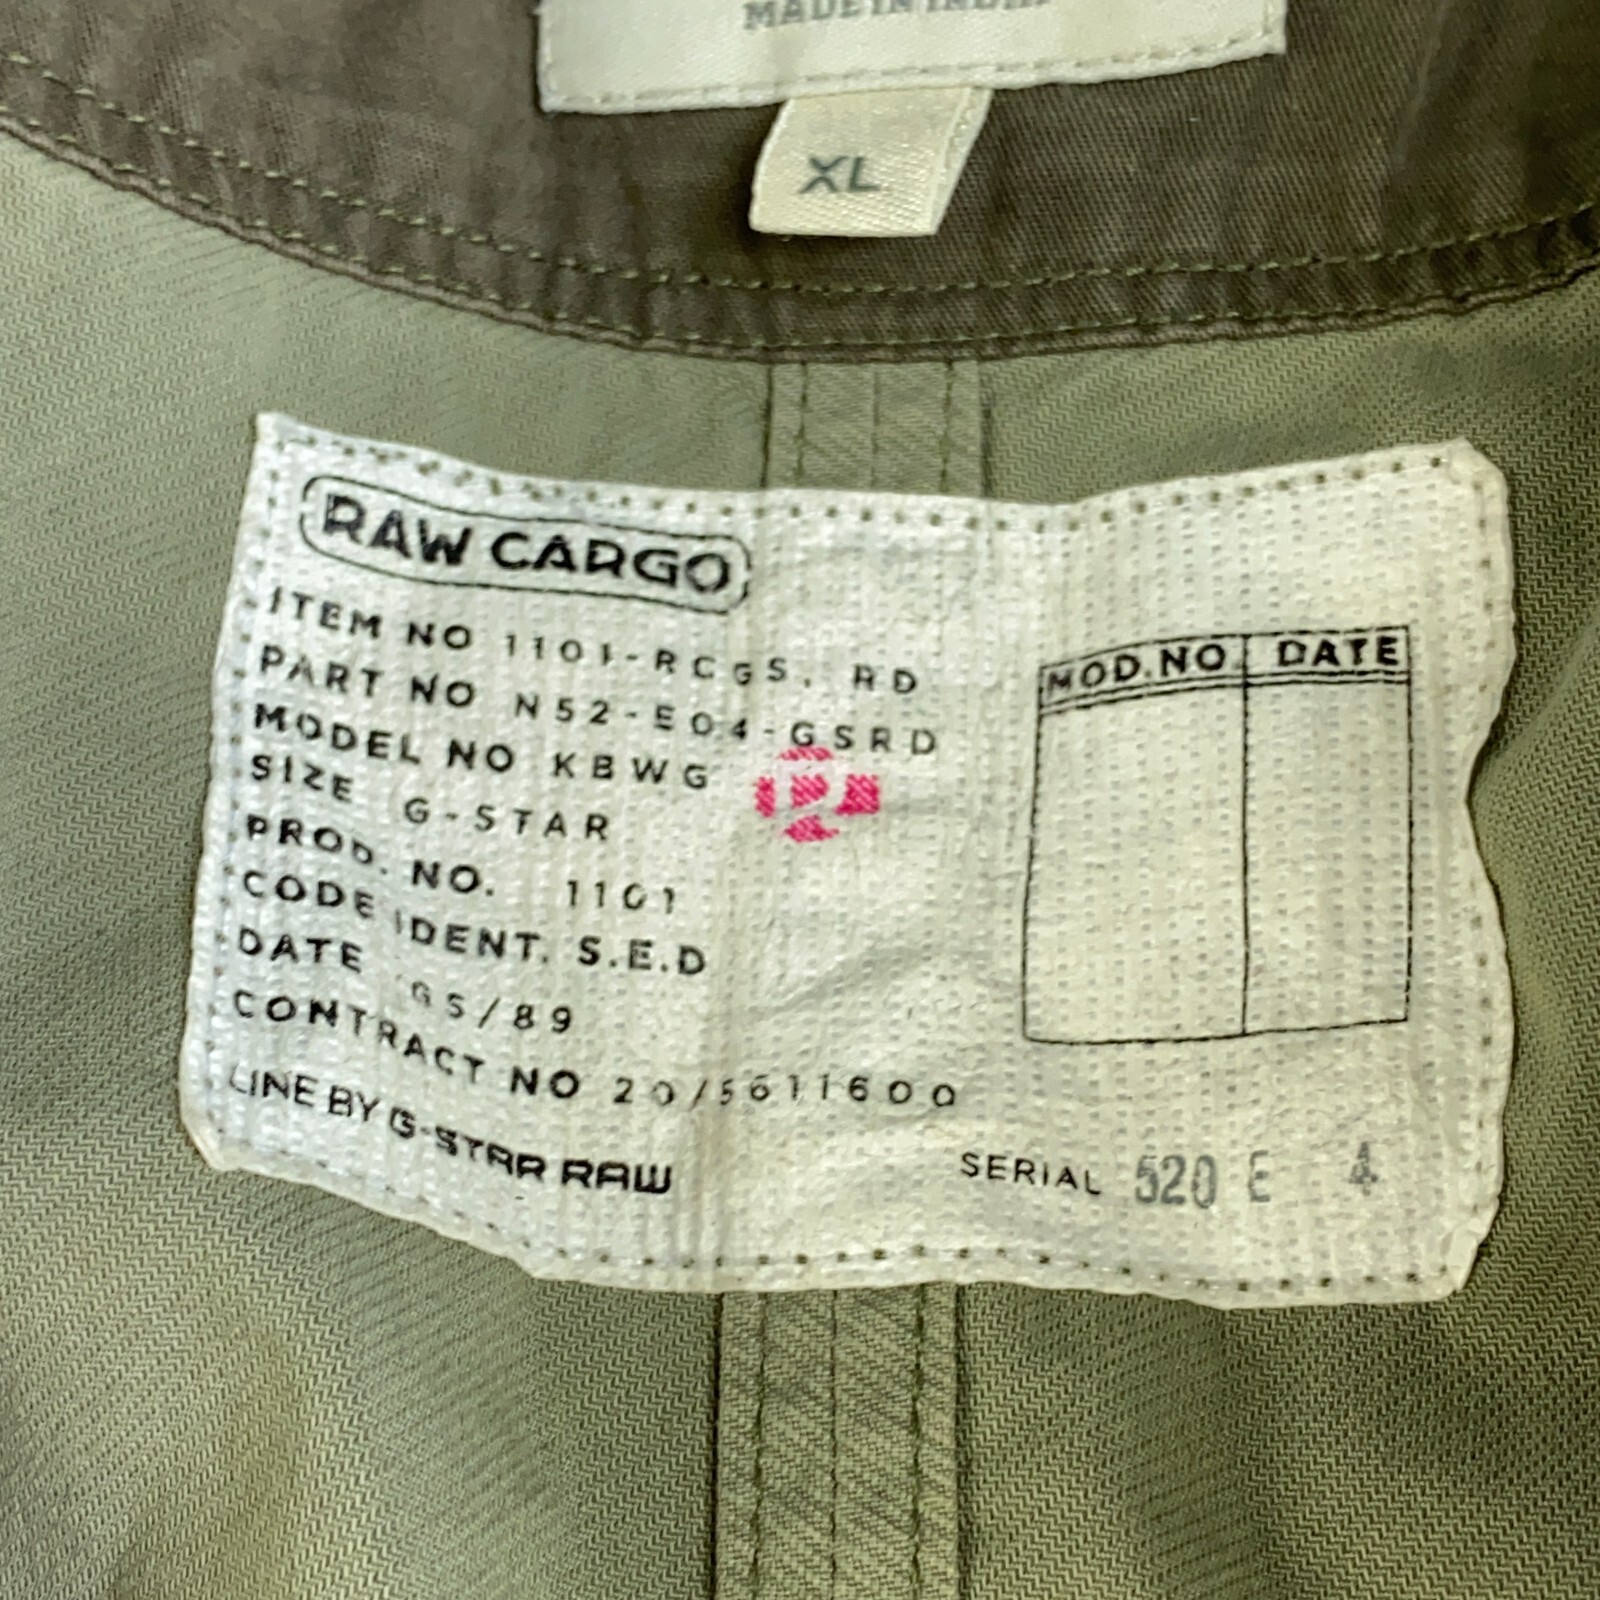 MADE IN INDIA
XL
RAW CARGO
ITEM NO 1101-RCGS. RD
PART NO N52-E04-GSRD
MODEL NO KBWG
SIZE G-STAR
PROD. NO. 1101
CODE IDENT. S.E.D
DATE GS/89
CONTRACT NO 20/5611600
LINE BY G-STAR RAW
MOD.NO. DATE
SERIAL 520 E 4